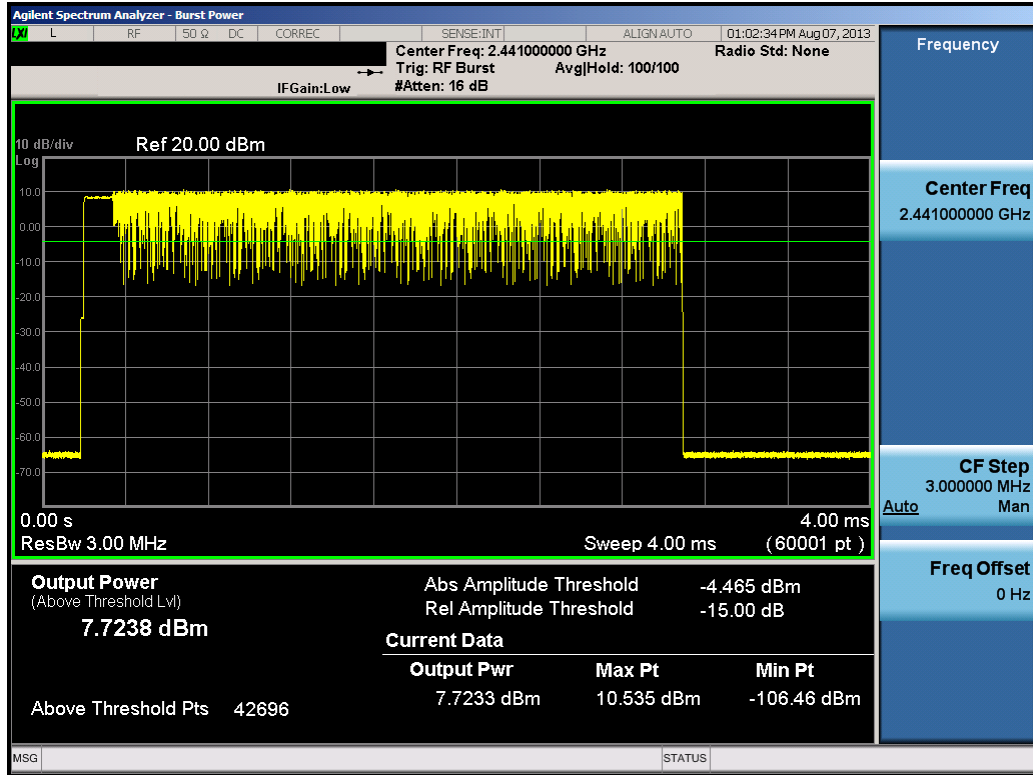 Agilent Spectrum Analyzer - Burst Power
LXI L RF 50 Ω DC CORREC SENSE:INT ALIGN AUTO 01:02:34 PM Aug 07, 2013
Center Freq: 2.441000000 GHz Radio Std: None
Trig: RF Burst Avg|Hold: 100/100
IFGain:Low #Atten: 16 dB
10 dB/div Ref 20.00 dBm
Log
10.0
0.00
-10.0
-20.0
-30.0
-40.0
-50.0
-60.0
-70.0
0.00 s 4.00 ms
ResBw 3.00 MHz Sweep 4.00 ms (60001 pt )
Output Power
(Above Threshold Lvl)
7.7238 dBm
Above Threshold Pts 42696
Abs Amplitude Threshold -4.465 dBm
Rel Amplitude Threshold -15.00 dB
Current Data
Output Pwr Max Pt Min Pt
7.7233 dBm 10.535 dBm -106.46 dBm
MSG STATUS
Frequency
Center Freq
2.441000000 GHz
CF Step
3.000000 MHz
Auto Man
Freq Offset
0 Hz